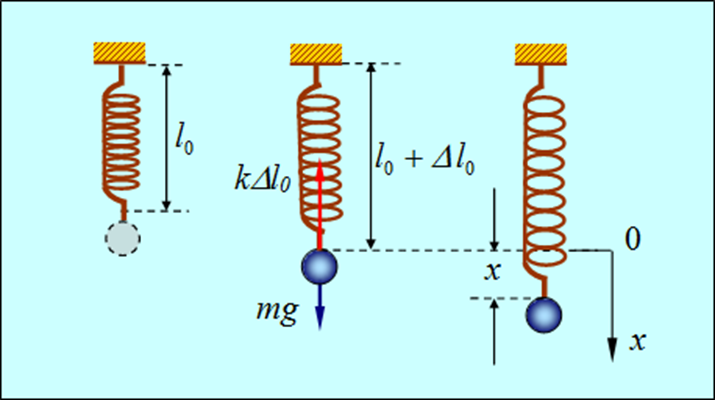 l₀
kΔl₀
l₀ + Δl₀
mg
x
0
x